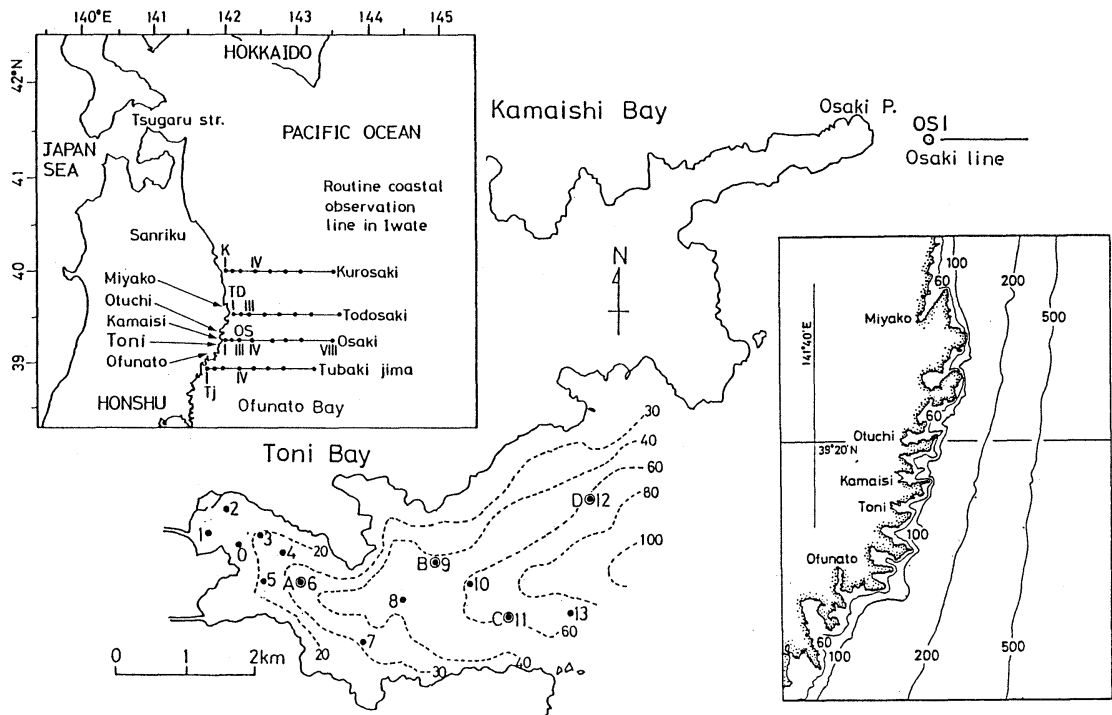 140°E 141 142 143 145
42°N
41
40
39
HOKKAIDO
Tsugaru str.
JAPAN
SEA
PACIFIC OCEAN
Routine coastal
observation
line in Iwate
Sanriku
K
I IV
Kurosaki
Miyako
TD
I III
Todosaki
Otuchi
Kamaisi
OS
I III IV VIII
Osaki
Toni
Ofunato
IV
Tubaki jima
Tj
HONSHU
Ofunato Bay
Kamaishi Bay
Osaki P.
OS1
Osaki line
N
Toni Bay
30
40
60
80
100
D 12
2
1
0
3
4
20
5
A 6
B 9
10
8
C 11
13
60
7
20
30
40
0 1 2km
60
100
200
500
Miyako
141°40'E
60
Otuchi
39°20'N
Kamaisi
Toni
100
Ofunato
60
100
200
500